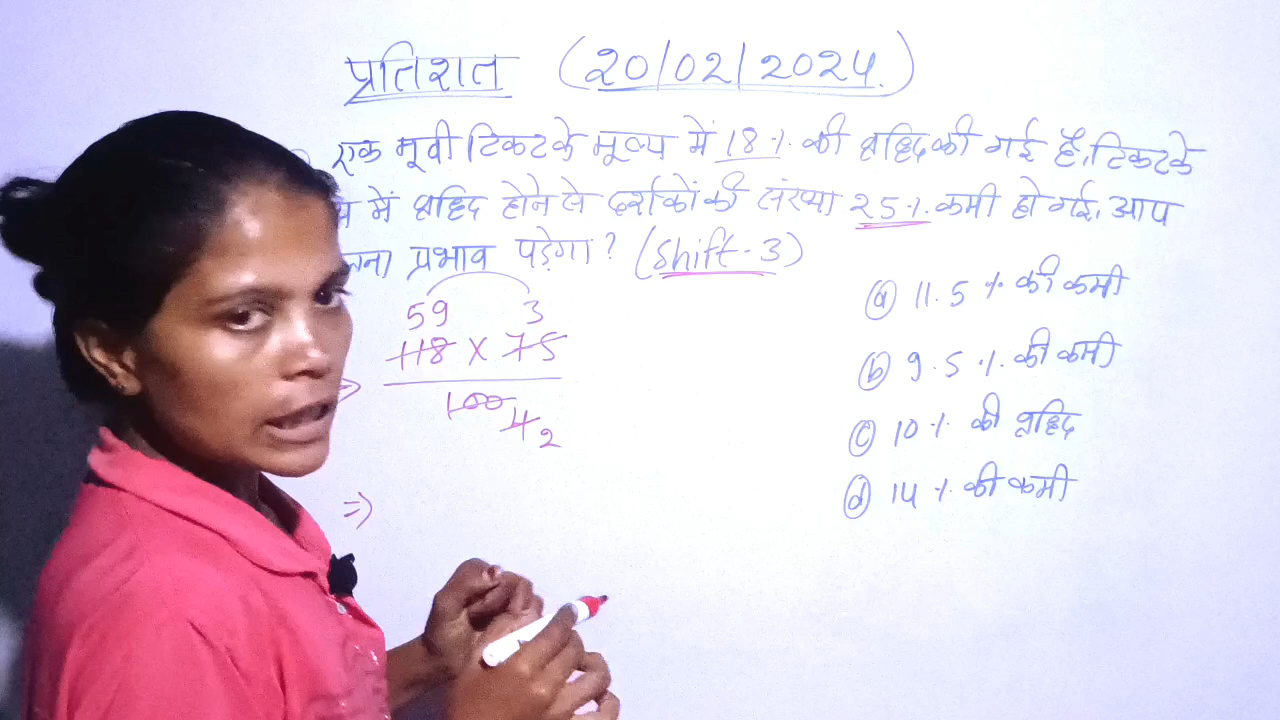 प्रतिशत (20/02/2024.)
एक मूवी टिकट के मूल्य में 18% की वृद्धि की गई है, टिकट के
में वृद्धि होने से दर्शकों की संख्या 25% कमी हो गई, आप
प्रभाव पड़ेगा? (Shift-3)
59 3
118 x 75
100 4 2
=>
=>
(a) 11.5 % की कमी
(b) 9.5 % की कमी
(c) 10 % की वृद्धि
(d) 14 % की कमी